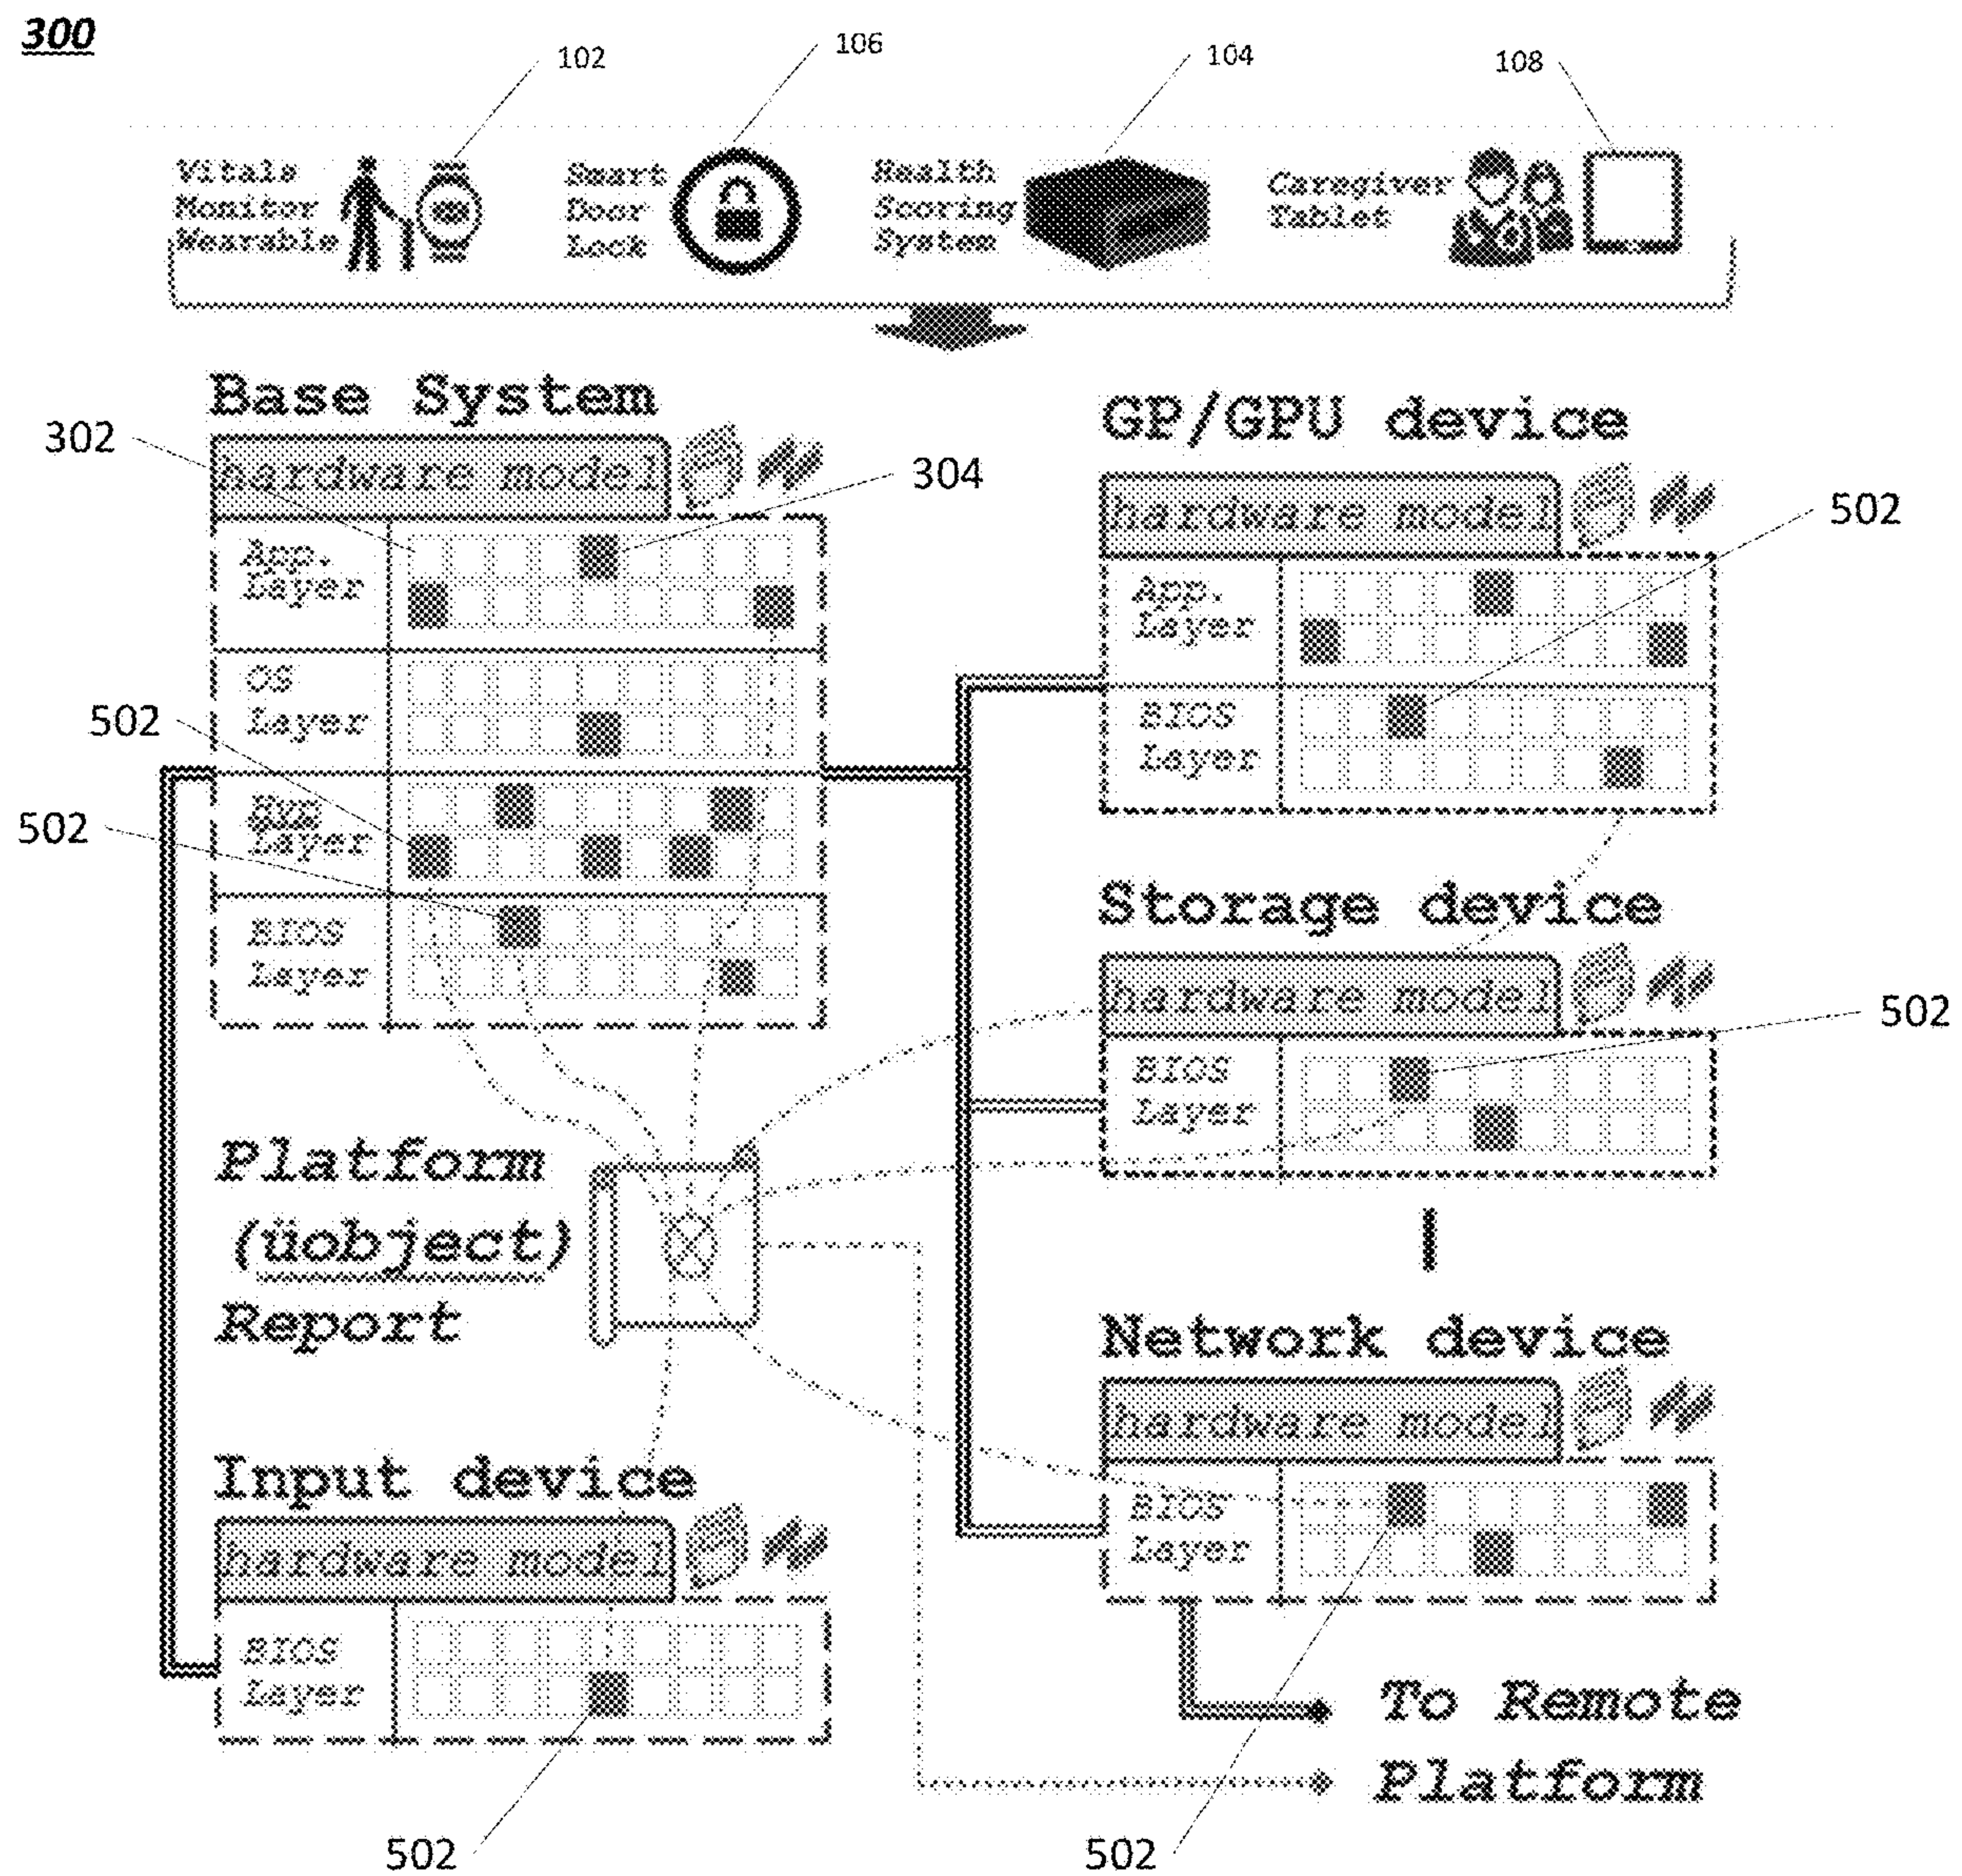 300
102
106
104
108
Vitals
Monitor
Wearable
Smart
Door
Lock
Health
Scoring
System
Caregiver
Tablet
Base System
302
hardware model
304
App.
Layer
OS
Layer
502
Hyp
Layer
502
BIOS
Layer
GP/GPU device
hardware model
502
App.
Layer
BIOS
Layer
Storage device
hardware model
502
BIOS
Layer
Platform
(üobject)
Report
Network device
hardware model
BIOS
Layer
Input device
hardware model
BIOS
Layer
To Remote
Platform
502
502